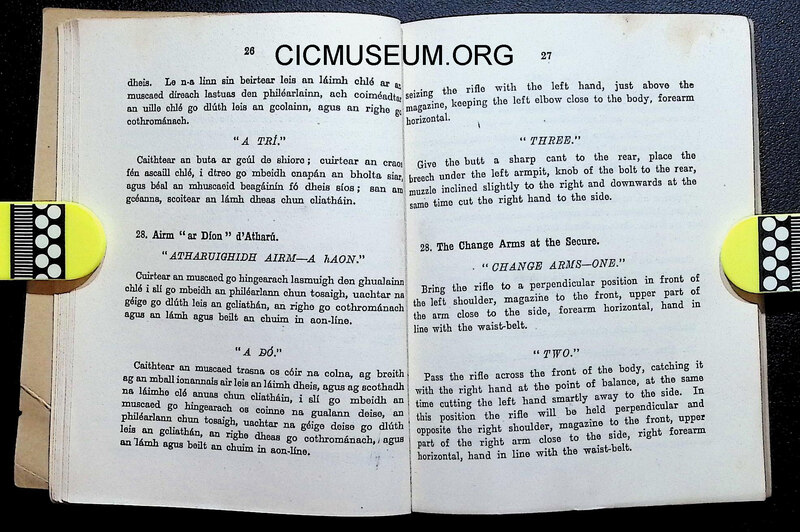 CICMUSEUM.ORG
26
dheis. Le n-a linn sin beirtear leis an láimh chlé ar an
muscaed díreach lastuas den philéarlainn, ach coiméadtar
an uille chlé go dlúth leis an gcolainn, agus an righe go
cothrománach.
"A TRÍ."
Caithtear an buta ar gcúl de shiorc; cuirtear an craos
fén ascaill chlé, i dtreo go mbeidh cnapán an bholta siar,
agus béal an mhuscaeid beagáinín fó dheis síos; san am
gcéanna, scoitear an lámh dheas chun cliatháin.
28. Airm "ar Díon" d'Atharú.
"ATHARUIGHIDH AIRM—A hAON."
Cuirtear an muscaed go hingearach lasmuigh den ghualainn
chlé i slí go mbeidh an philéarlann chun tosaigh, uachtar na
géige go dlúth leis an gcliathán, an righe go cothrománach
agus an lámh agus beilt an chuim in aon-líne.
"A DÓ."
Caithtear an muscaed trasna os cóir na colna, ag breith
ag an mball ionannais air leis an láimh dheis, agus ag scothadh
na láimhe clé anuas chun cliatháin, i slí go mbeidh an
muscaed go hingearach os coinne na gualann deise, an
philéarlann chun tosaigh, uachtar na géige deise go dlúth
leis an gcliathán, an righe dheas go cothrománach, agus
an lámh agus beilt an chuim in aon-líne.
27
seizing the rifle with the left hand, just above the
magazine, keeping the left elbow close to the body, forearm
horizontal.
"THREE."
Give the butt a sharp cant to the rear, place the
breech under the left armpit, knob of the bolt to the rear,
muzzle inclined slightly to the right and downwards at the
same time cut the right hand to the side.
28. The Change Arms at the Secure.
"CHANGE ARMS—ONE."
Bring the rifle to a perpendicular position in front of
the left shoulder, magazine to the front, upper part of
the arm close to the side, forearm horizontal, hand in
line with the waist-belt.
"TWO."
Pass the rifle across the front of the body, catching it
with the right hand at the point of balance, at the same
time cutting the left hand smartly away to the side. In
this position the rifle will be held perpendicular and
opposite the right shoulder, magazine to the front, upper
part of the right arm close to the side, right forearm
horizontal, hand in line with the waist-belt.